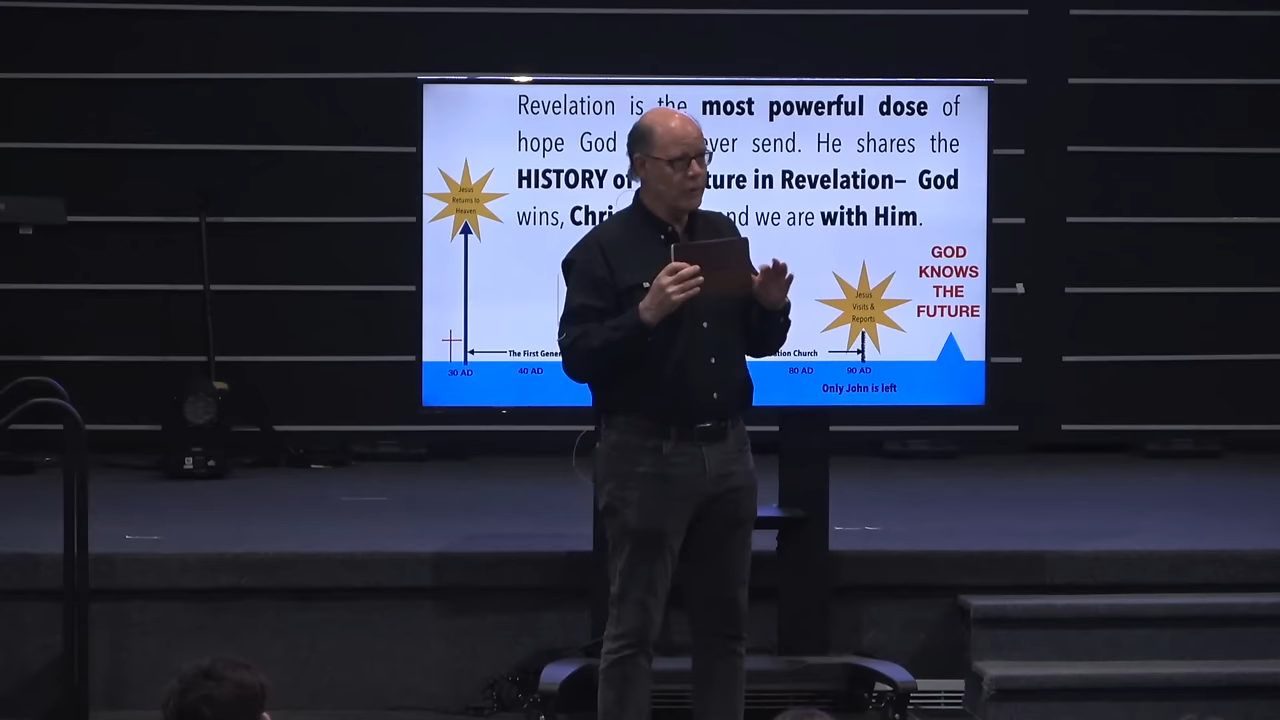 Revelation is the most powerful dose of
hope God ever send. He shares the
HISTORY of ture in Revelation– God
wins, Chri nd we are with Him.
Jesus
Returns to
Heaven
GOD
KNOWS
THE
FUTURE
Jesus
Visits &
Reports
The First Gener tion Church
30 AD 40 AD 80 AD 90 AD
Only John is left